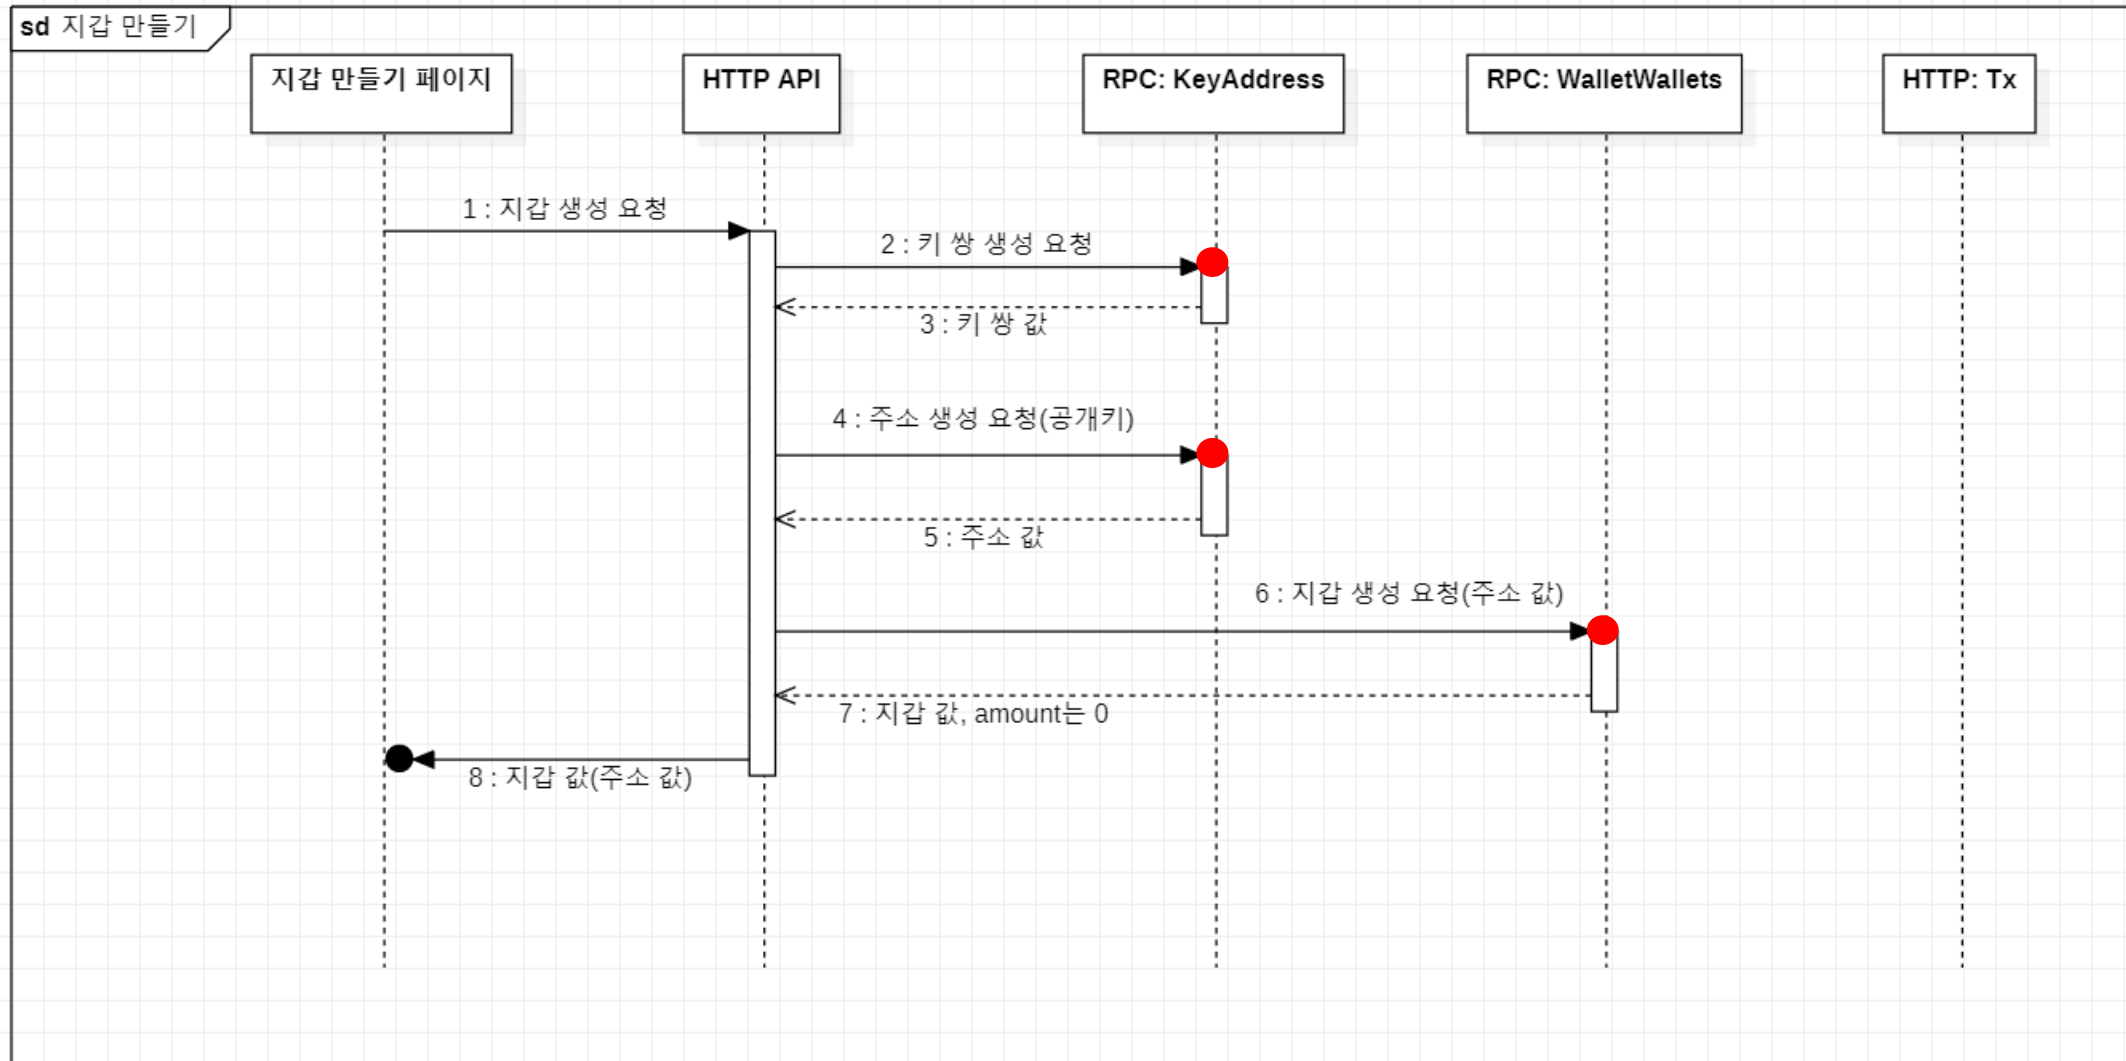 sd 지갑 만들기
지갑 만들기 페이지
HTTP API
RPC: KeyAddress
RPC: WalletWallets
HTTP: Tx
1 : 지갑 생성 요청
2 : 키 쌍 생성 요청
3 : 키 쌍 값
4 : 주소 생성 요청(공개키)
5 : 주소 값
6 : 지갑 생성 요청(주소 값)
7 : 지갑 값, amount는 0
8 : 지갑 값(주소 값)